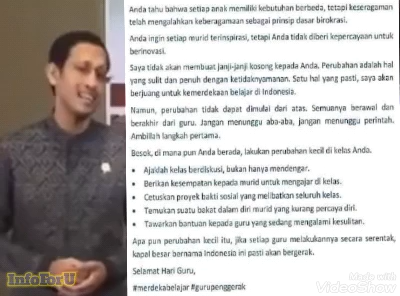 Anda tahu bahwa setiap anak memiliki kebutuhan berbeda, tetapi keseragaman
telah mengalahkan keberagamaan sebagai prinsip dasar birokrasi.
Anda ingin setiap murid terinspirasi, tetapi Anda tidak diberi kepercayaan untuk
berinovasi.
Saya tidak akan membuat janji-janji kosong kepada Anda. Perubahan adalah hal
yang sulit dan penuh dengan ketidaknyamanan. Satu hal yang pasti, saya akan
berjuang untuk kemerdekaan belajar di Indonesia.
Namun, perubahan tidak dapat dimulai dari atas. Semuanya berawal dan
berakhir dari guru. Jangan menunggu aba-aba, jangan menunggu perintah.
Ambillah langkah pertama.
Besok, di mana pun Anda berada, lakukan perubahan kecil di kelas Anda.
• Ajaklah kelas berdiskusi, bukan hanya mendengar.
• Berikan kesempatan kepada murid untuk mengajar di kelas.
• Cetuskan proyek bakti sosial yang melibatkan seluruh kelas.
• Temukan suatu bakat dalam diri murid yang kurang percaya diri.
• Tawarkan bantuan kepada guru yang sedang mengalami kesulitan.
Apa pun perubahan kecil itu, jika setiap guru melakukannya secara serentak,
kapal besar bernama Indonesia ini pasti akan bergerak.
Selamat Hari Guru,
#merdekabelajar #gurupenggerak
InfoForU
Made with
VideoShow